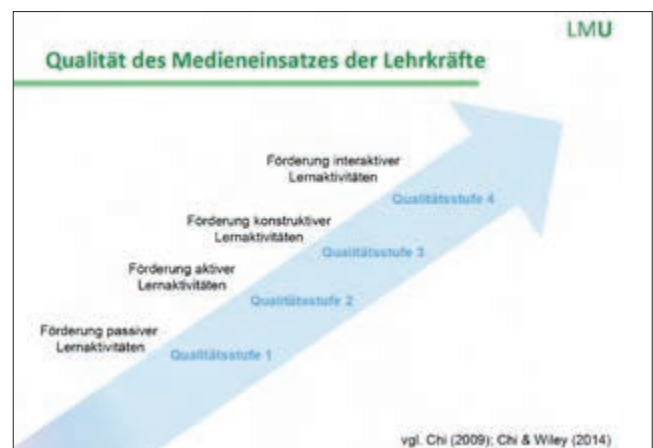 LMU
Qualität des Medieneinsatzes der Lehrkräfte
Förderung interaktiver
Lernaktivitäten
Qualitätsstufe 4
Förderung konstruktiver
Lernaktivitäten
Qualitätsstufe 3
Förderung aktiver
Lernaktivitäten
Qualitätsstufe 2
Förderung passiver
Lernaktivitäten
Qualitätsstufe 1
vgl. Chi (2009); Chi & Wiley (2014)